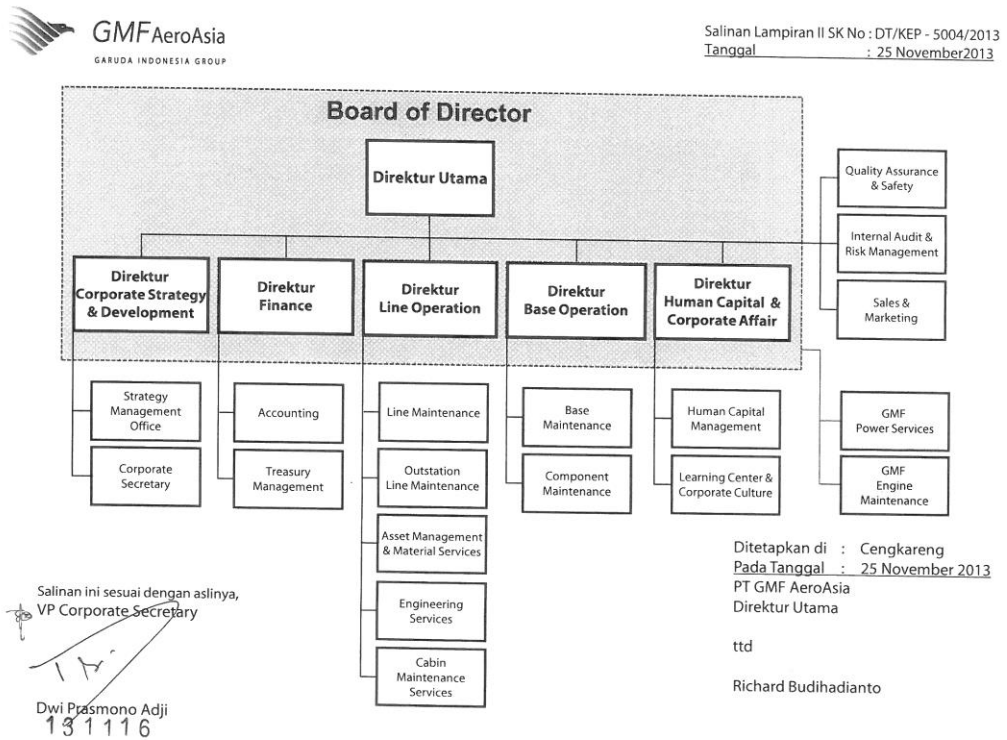 GMF AeroAsia
GARUDA INDONESIA GROUP
Salinan Lampiran II SK No : DT/KEP - 5004/2013
Tanggal : 25 November2013
Board of Director
Direktur Utama
Quality Assurance
& Safety
Internal Audit &
Risk Management
Sales &
Marketing
Direktur
Corporate Strategy
& Development
Direktur
Finance
Direktur
Line Operation
Direktur
Base Operation
Direktur
Human Capital &
Corporate Affair
Strategy
Management
Office
Corporate
Secretary
Accounting
Treasury
Management
Line Maintenance
Outstation
Line Maintenance
Asset Management
& Material Services
Engineering
Services
Cabin
Maintenance
Services
Base
Maintenance
Component
Maintenance
Human Capital
Management
Learning Center &
Corporate Culture
GMF
Power Services
GMF
Engine
Maintenance
Ditetapkan di : Cengkareng
Pada Tanggal : 25 November 2013
PT GMF AeroAsia
Direktur Utama
ttd
Richard Budihadianto
Salinan ini sesuai dengan aslinya,
VP Corporate Secretary
Dwi Prasmono Adji
131116